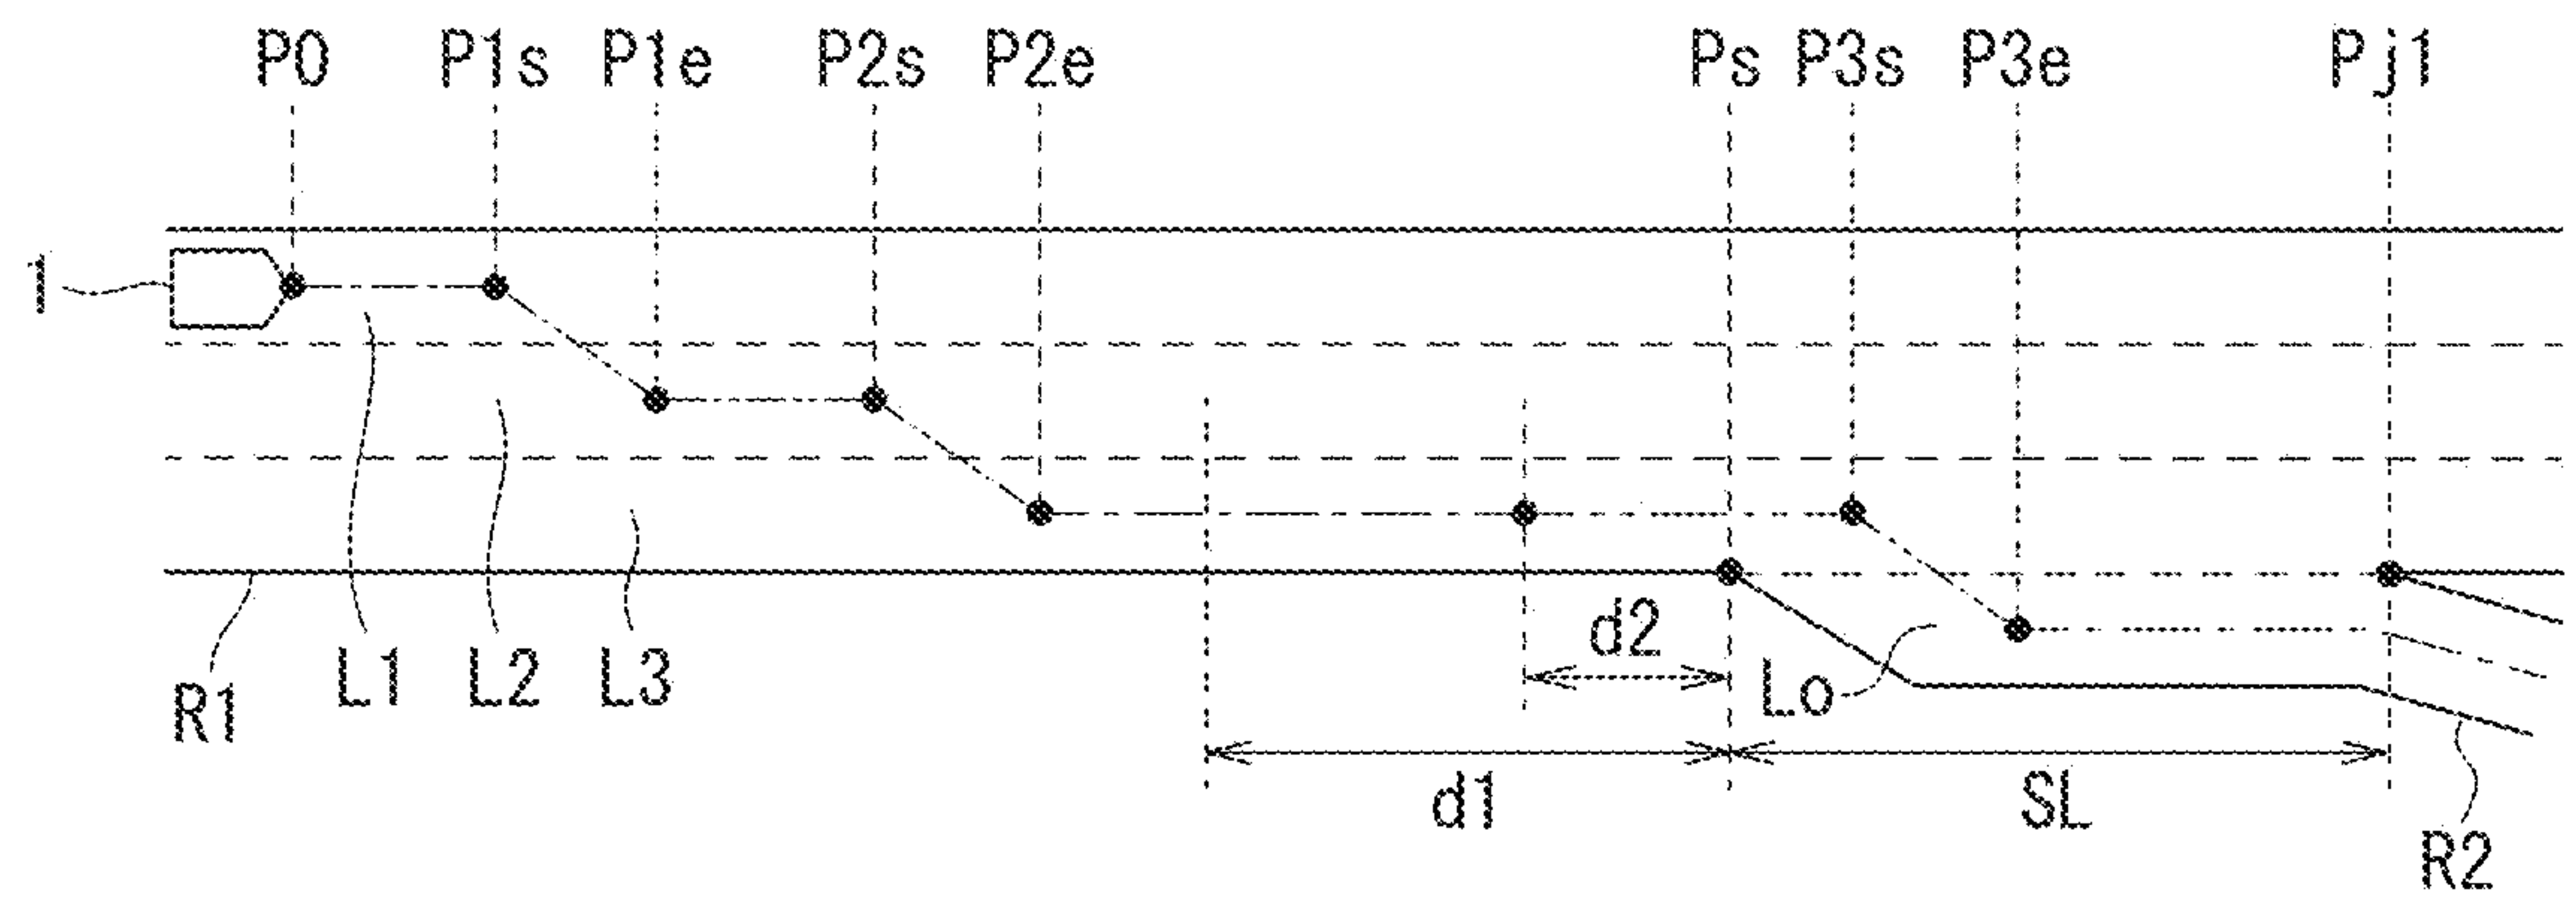 P0 P1s P1e P2s P2e Ps P3s P3e Pj1
1
d2
L1 L2 L3 Lo
R1
d1 SL
R2